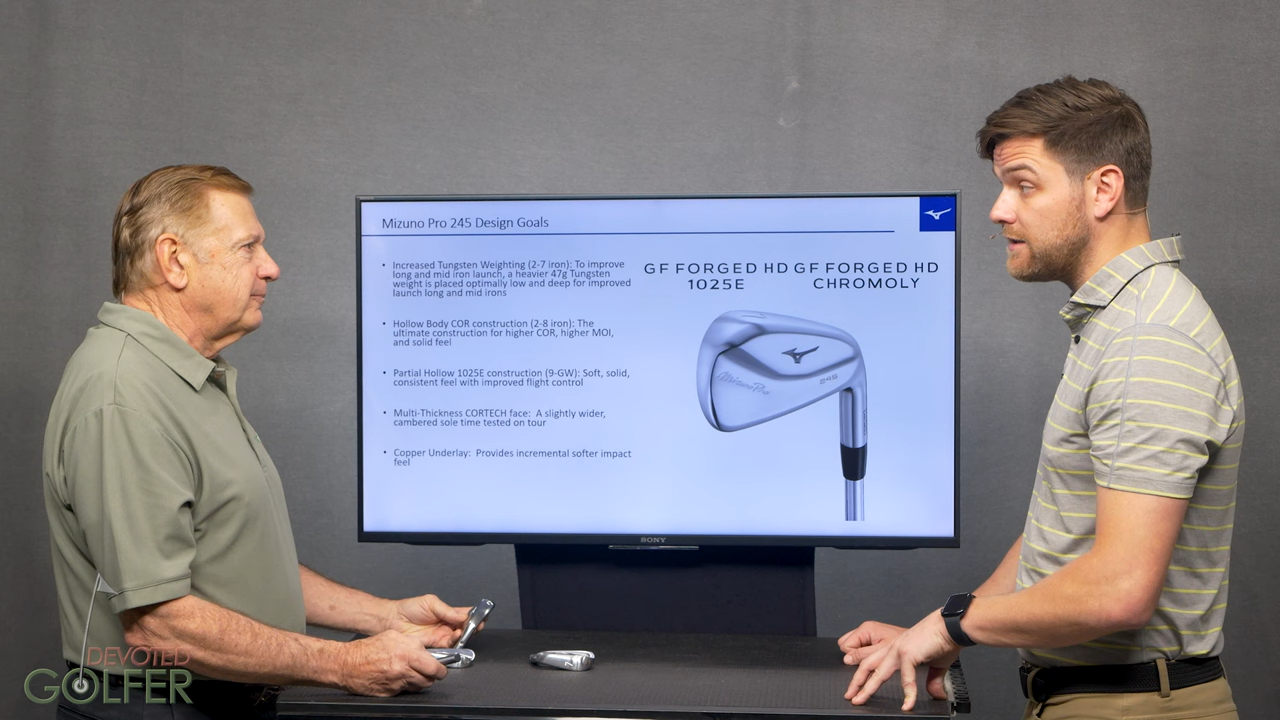 Mizuno Pro 245 Design Goals
• Increased Tungsten Weighting (2-7 iron): To improve
long and mid iron launch, a heavier 47g Tungsten
weight is placed optimally low and deep for improved
launch long and mid irons
• Hollow Body COR construction (2-8 iron): The
ultimate construction for higher COR, higher MOI,
and solid feel
• Partial Hollow 1025E construction (9-GW): Soft, solid,
consistent feel with improved flight control
• Multi-Thickness CORTECH face: A slightly wider,
cambered sole time tested on tour
• Copper Underlay: Provides incremental softer impact
feel
GF FORGED HD
1025E
GF FORGED HD
CHROMOLY
Mizuno Pro
245
SONY
7
DEVOTED
GOLFER